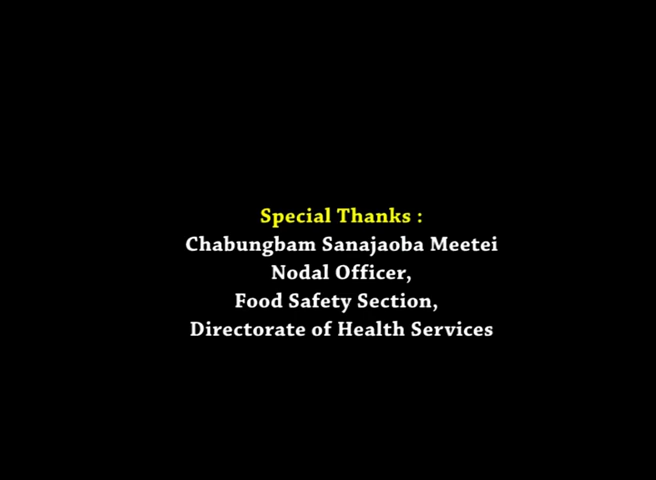 Special Thanks :
Chabungbam Sanajaoba Meetei
Nodal Officer,
Food Safety Section,
Directorate of Health Services